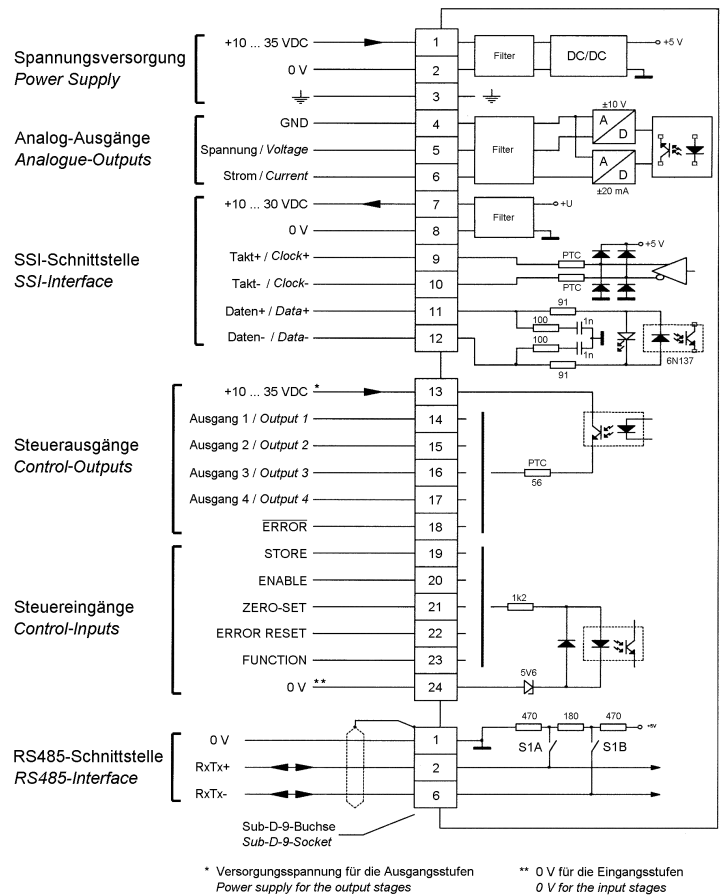 Spannungsversorgung
Power Supply
+10 ... 35 VDC 1
0 V 2
3
Filter
DC/DC
+5 V
Analog-Ausgänge
Analogue-Outputs
GND 4
Spannung / Voltage 5
Strom / Current 6
Filter
±10 V
A
D
A
D
±20 mA
SSI-Schnittstelle
SSI-Interface
+10 ... 30 VDC 7
0 V 8
Filter
+U
Takt+ / Clock+ 9
Takt- / Clock- 10
PTC
PTC
+5 V
Daten+ / Data+ 11
Daten- / Data- 12
91
100
1n
100
1n
91
6N137
Steuerausgänge
Control-Outputs
+10 ... 35 VDC * 13
Ausgang 1 / Output 1 14
Ausgang 2 / Output 2 15
Ausgang 3 / Output 3 16
Ausgang 4 / Output 4 17
ERROR 18
PTC
56
Steuereingänge
Control-Inputs
STORE 19
ENABLE 20
ZERO-SET 21
ERROR RESET 22
FUNCTION 23
0 V ** 24
1k2
5V6
RS485-Schnittstelle
RS485-Interface
0 V 1
RxTx+ 2
RxTx- 6
470
180
470
+5V
S1A
S1B
Sub-D-9-Buchse
Sub-D-9-Socket
* Versorgungsspannung für die Ausgangsstufen
Power supply for the output stages
** 0 V für die Eingangsstufen
0 V for the input stages